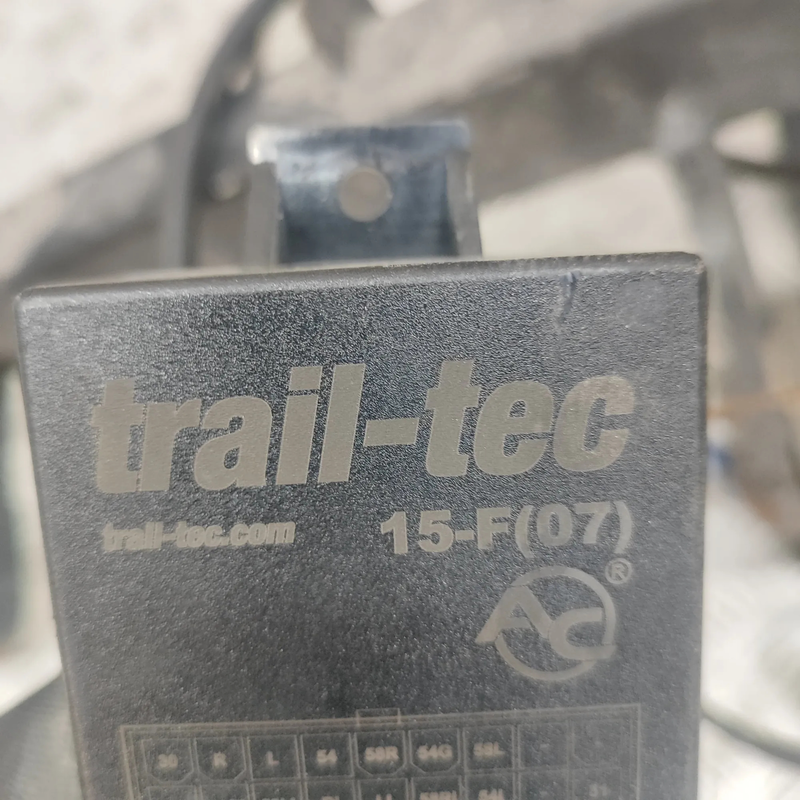 trail-tec
trail-tec.com 15-F(07)
AC®
30 R L 54 58R 54G 58L - -